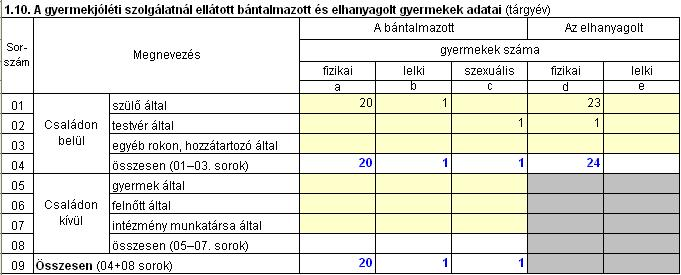 1.10. A gyermekjóléti szolgálatnál ellátott bántalmazott és elhanyagolt gyermekek adatai (tárgyév)
Sor-szám Megnevezés A bántalmazott Az elhanyagolt
gyermekek száma
fizikai lelki szexuális fizikai lelki
a b c d e
01 Családon belül szülő által 20 1 23
02 testvér által 1 1
03 egyéb rokon, hozzátartozó által
04 összesen (01–03. sorok) 20 1 1 24
05 Családon kívül gyermek által
06 felnőtt által
07 intézmény munkatársa által
08 összesen (05–07. sorok)
09 Összesen (04+08 sorok) 20 1 1